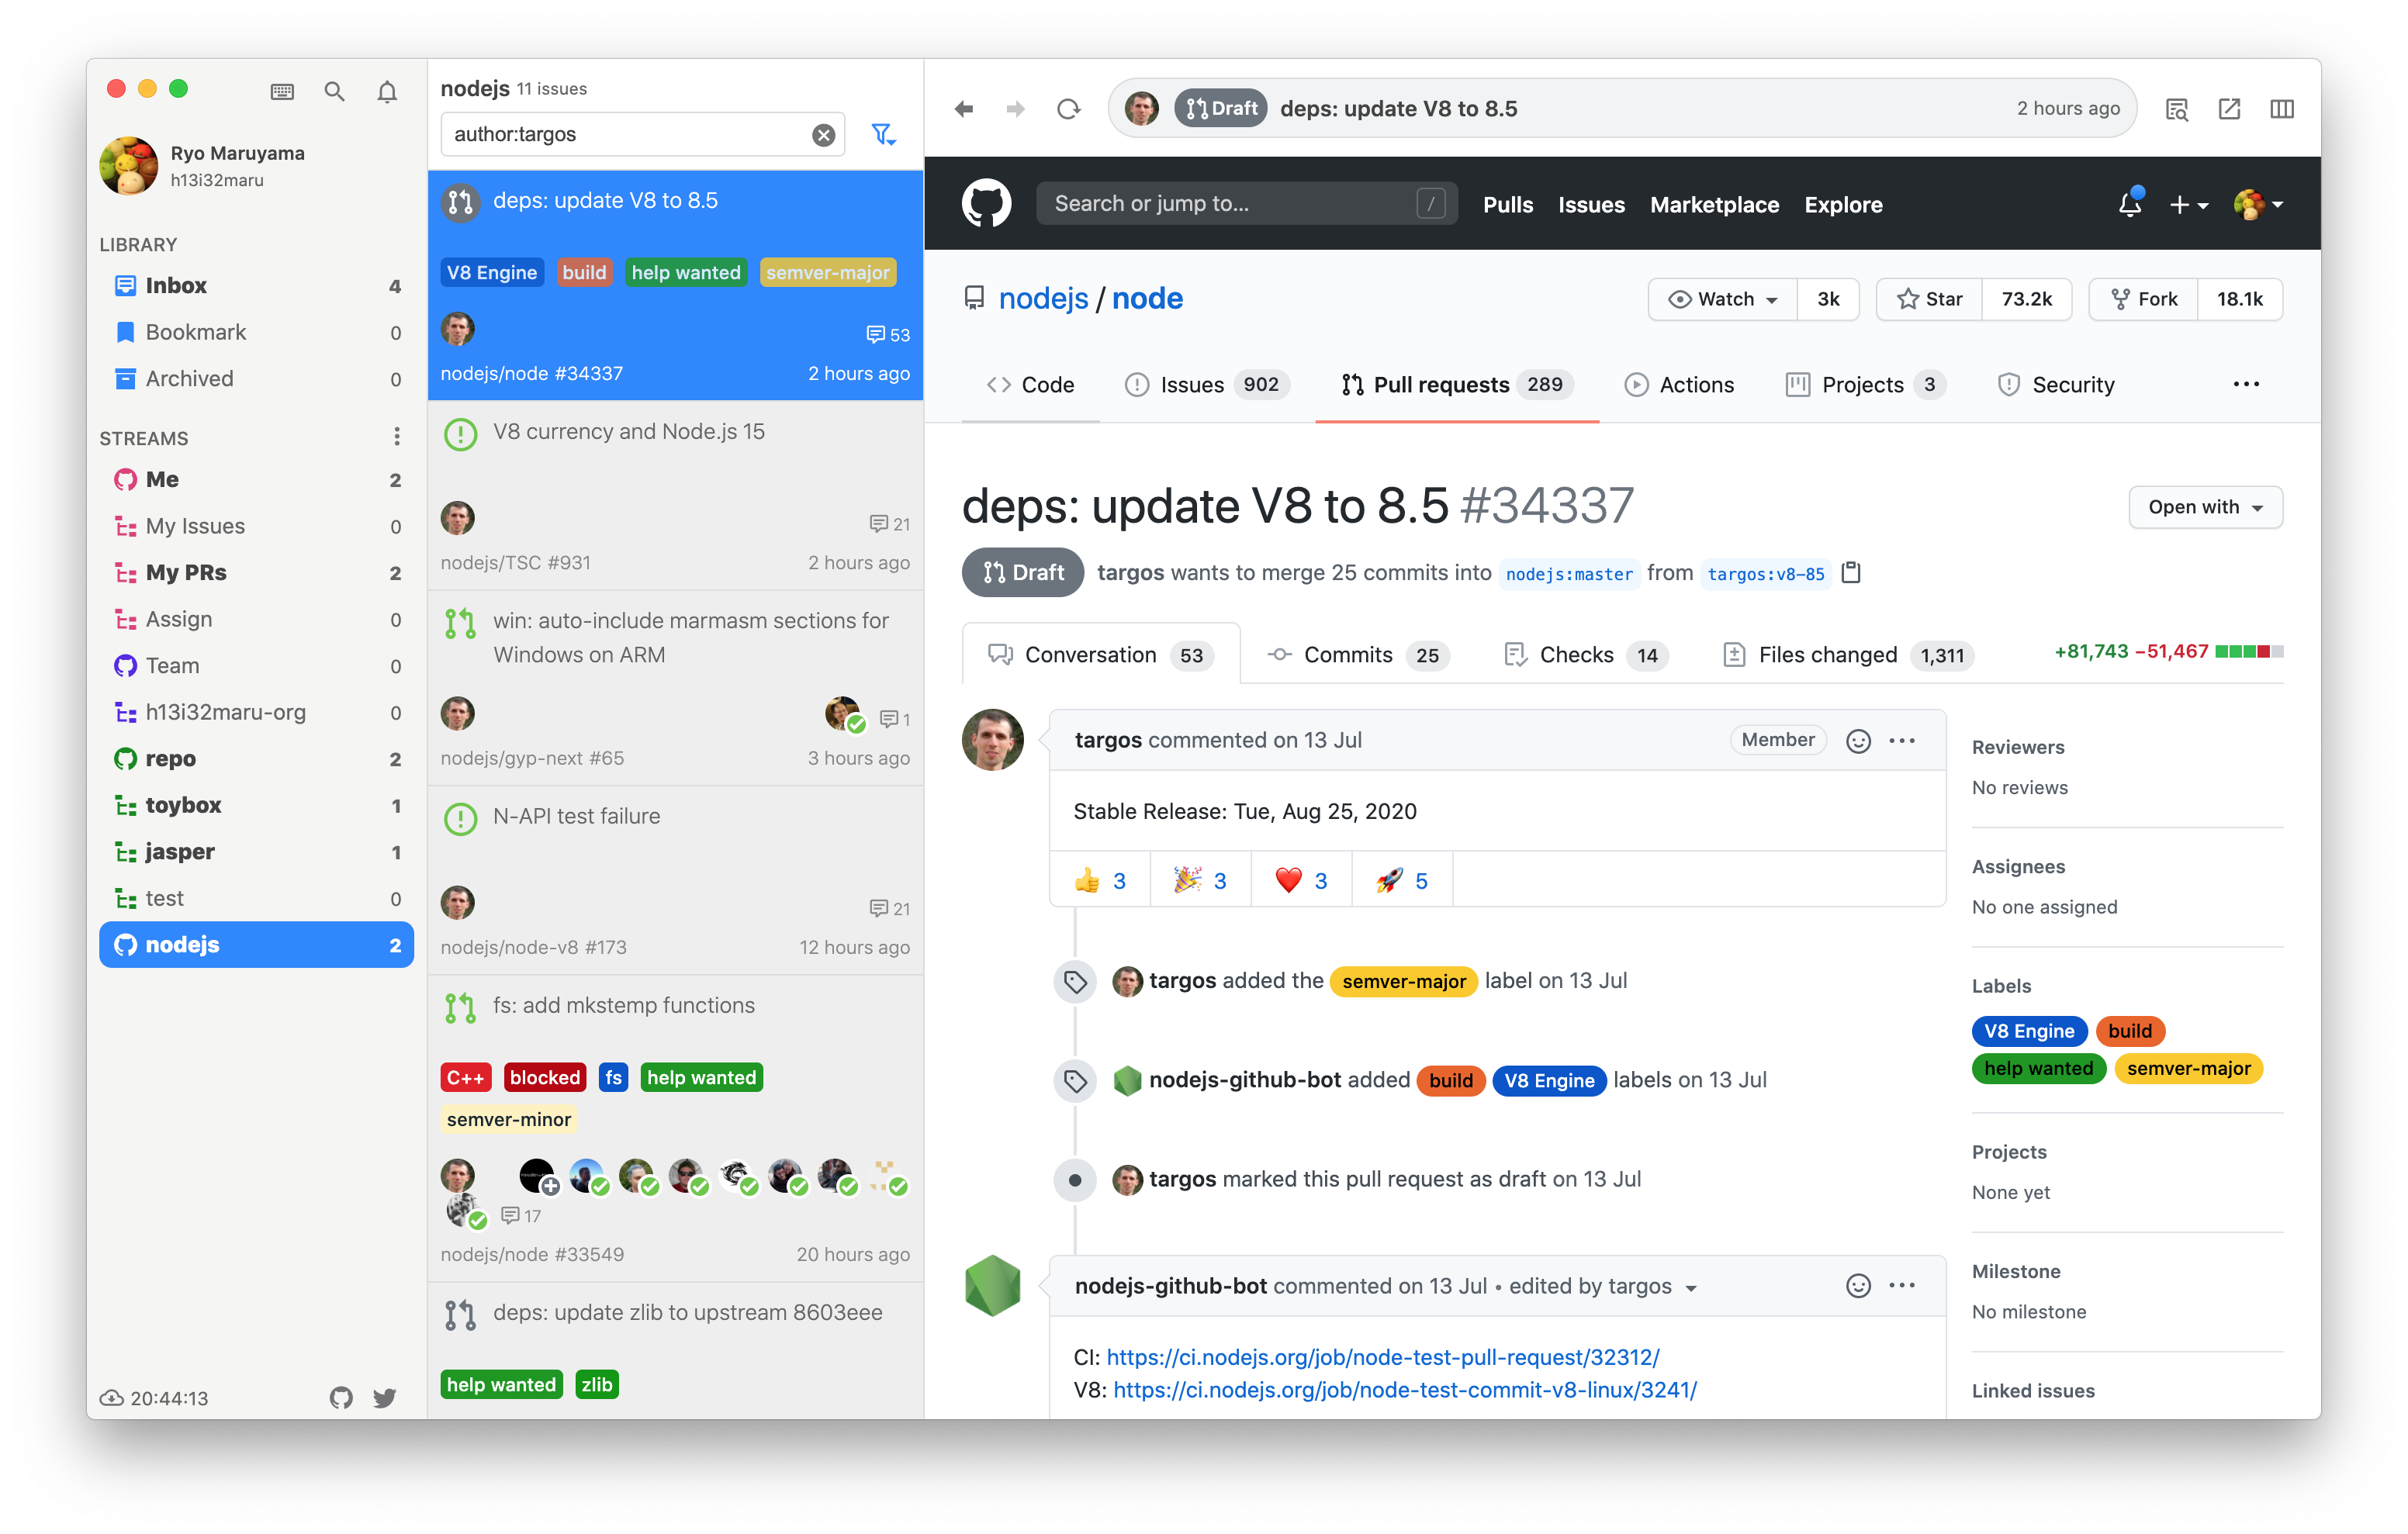 Ryo Maruyama
h13i32maru
LIBRARY
Inbox 4
Bookmark 0
Archived 0
STREAMS
Me 2
My Issues 0
My PRs 2
Assign 0
Team 0
h13i32maru-org 0
repo 2
toybox 1
jasper 1
test 0
nodejs 2
20:44:13
nodejs 11 issues
author:targos
deps: update V8 to 8.5
V8 Engine build help wanted semver-major
53
nodejs/node #34337 2 hours ago
V8 currency and Node.js 15
21
nodejs/TSC #931 2 hours ago
win: auto-include marmasm sections for
Windows on ARM
1
nodejs/gyp-next #65 3 hours ago
N-API test failure
21
nodejs/node-v8 #173 12 hours ago
fs: add mkstemp functions
C++ blocked fs help wanted
semver-minor
17
nodejs/node #33549 20 hours ago
deps: update zlib to upstream 8603eee
help wanted zlib
Draft deps: update V8 to 8.5 2 hours ago
Search or jump to... / Pulls Issues Marketplace Explore
nodejs / node Watch 3k Star 73.2k Fork 18.1k
Code Issues 902 Pull requests 289 Actions Projects 3 Security
deps: update V8 to 8.5 #34337 Open with
Draft targos wants to merge 25 commits into nodejs:master from targos:v8-85
Conversation 53 Commits 25 Checks 14 Files changed 1,311 +81,743 −51,467
targos commented on 13 Jul Member
Stable Release: Tue, Aug 25, 2020
3 3 3 5
targos added the semver-major label on 13 Jul
nodejs-github-bot added build V8 Engine labels on 13 Jul
targos marked this pull request as draft on 13 Jul
nodejs-github-bot commented on 13 Jul • edited by targos
CI: https://ci.nodejs.org/job/node-test-pull-request/32312/
V8: https://ci.nodejs.org/job/node-test-commit-v8-linux/3241/
Reviewers
No reviews
Assignees
No one assigned
Labels
V8 Engine build
help wanted semver-major
Projects
None yet
Milestone
No milestone
Linked issues